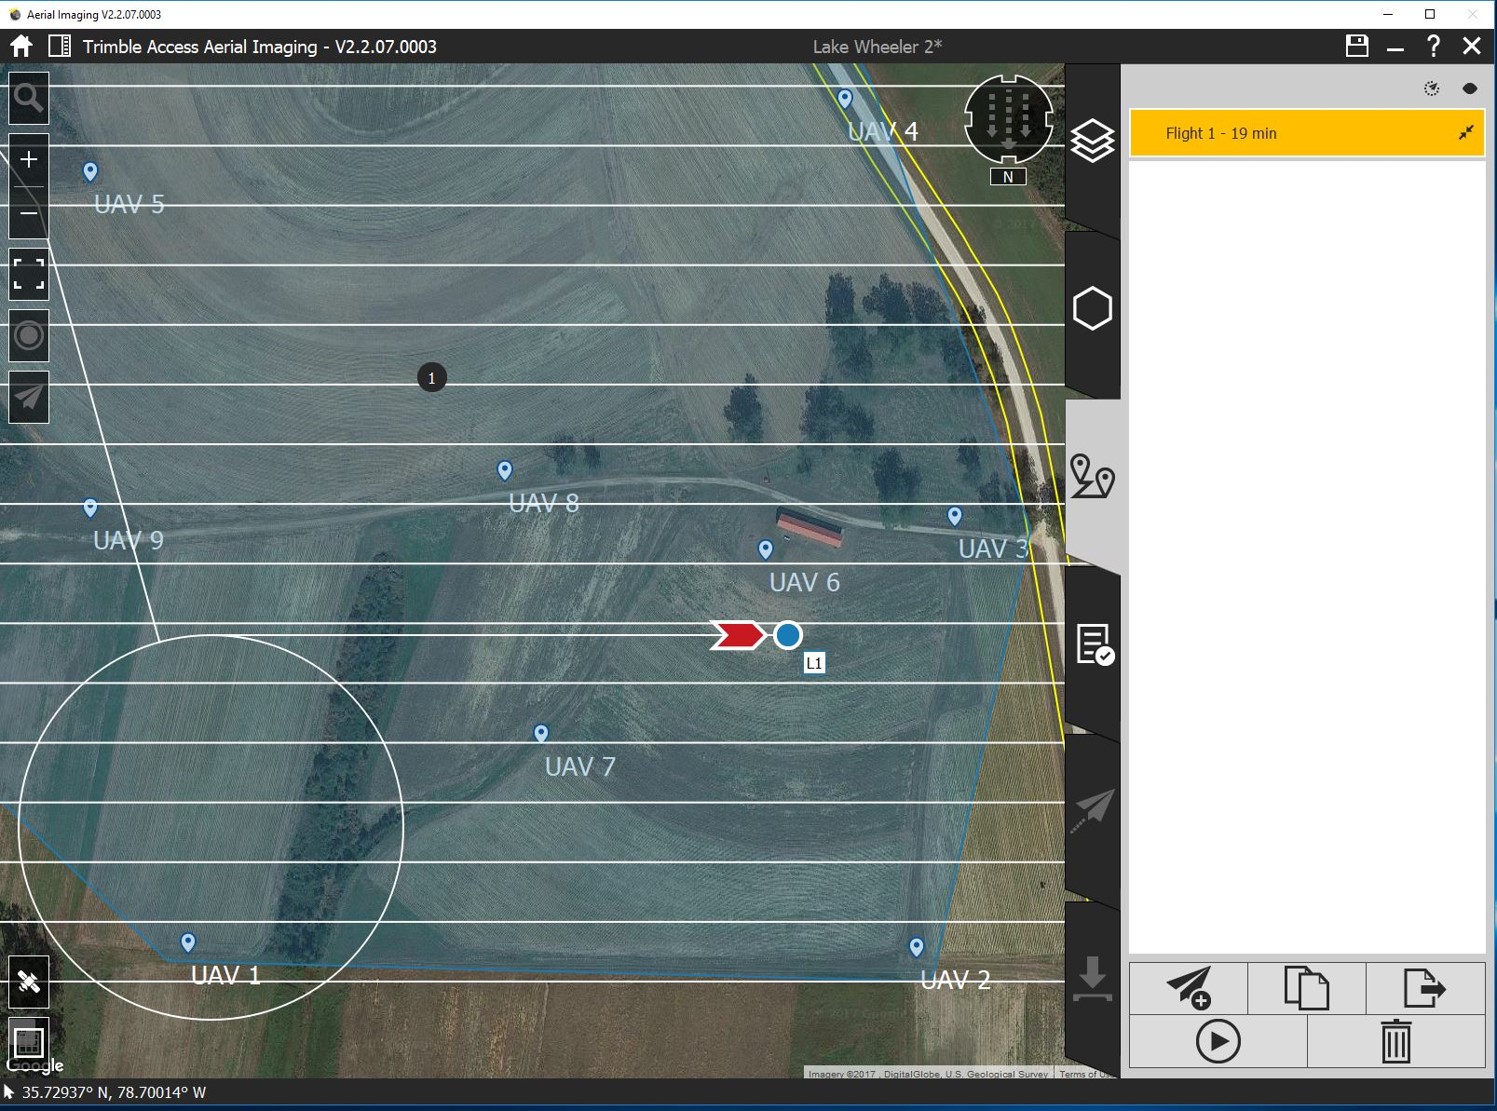 Aerial Imaging V2.2.07.0003
Trimble Access Aerial Imaging - V2.2.07.0003
Lake Wheeler 2*
N
UAV 4
UAV 5
Flight 1 - 19 min
1
UAV 8
UAV 9
UAV 3
UAV 6
L1
UAV 7
UAV 1
UAV 2
Google
Imagery ©2017 , DigitalGlobe, U.S. Geological Survey
Terms of
35.72937° N, 78.70014° W